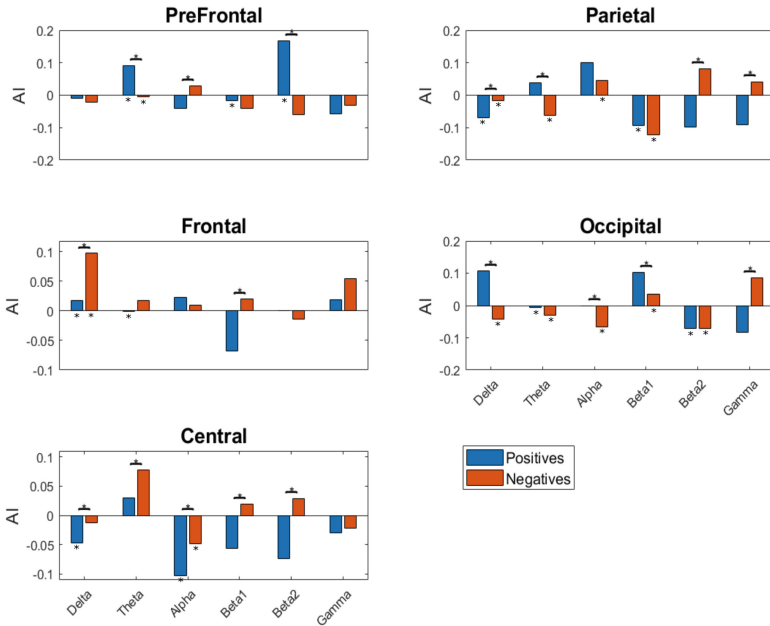 PreFrontal
AI
0.2
0.1
0
-0.1
-0.2
Parietal
AI
0.2
0.1
0
-0.1
-0.2
Frontal
0.1
0.05
0
-0.05
-0.1
Occipital
AI
0.2
0.1
0
-0.1
-0.2
Delta
Theta
Alpha
Beta1
Beta2
Gamma
Central
AI
0.1
0.05
0
-0.05
-0.1
Delta
Theta
Alpha
Beta1
Beta2
Gamma
Positives
Negatives